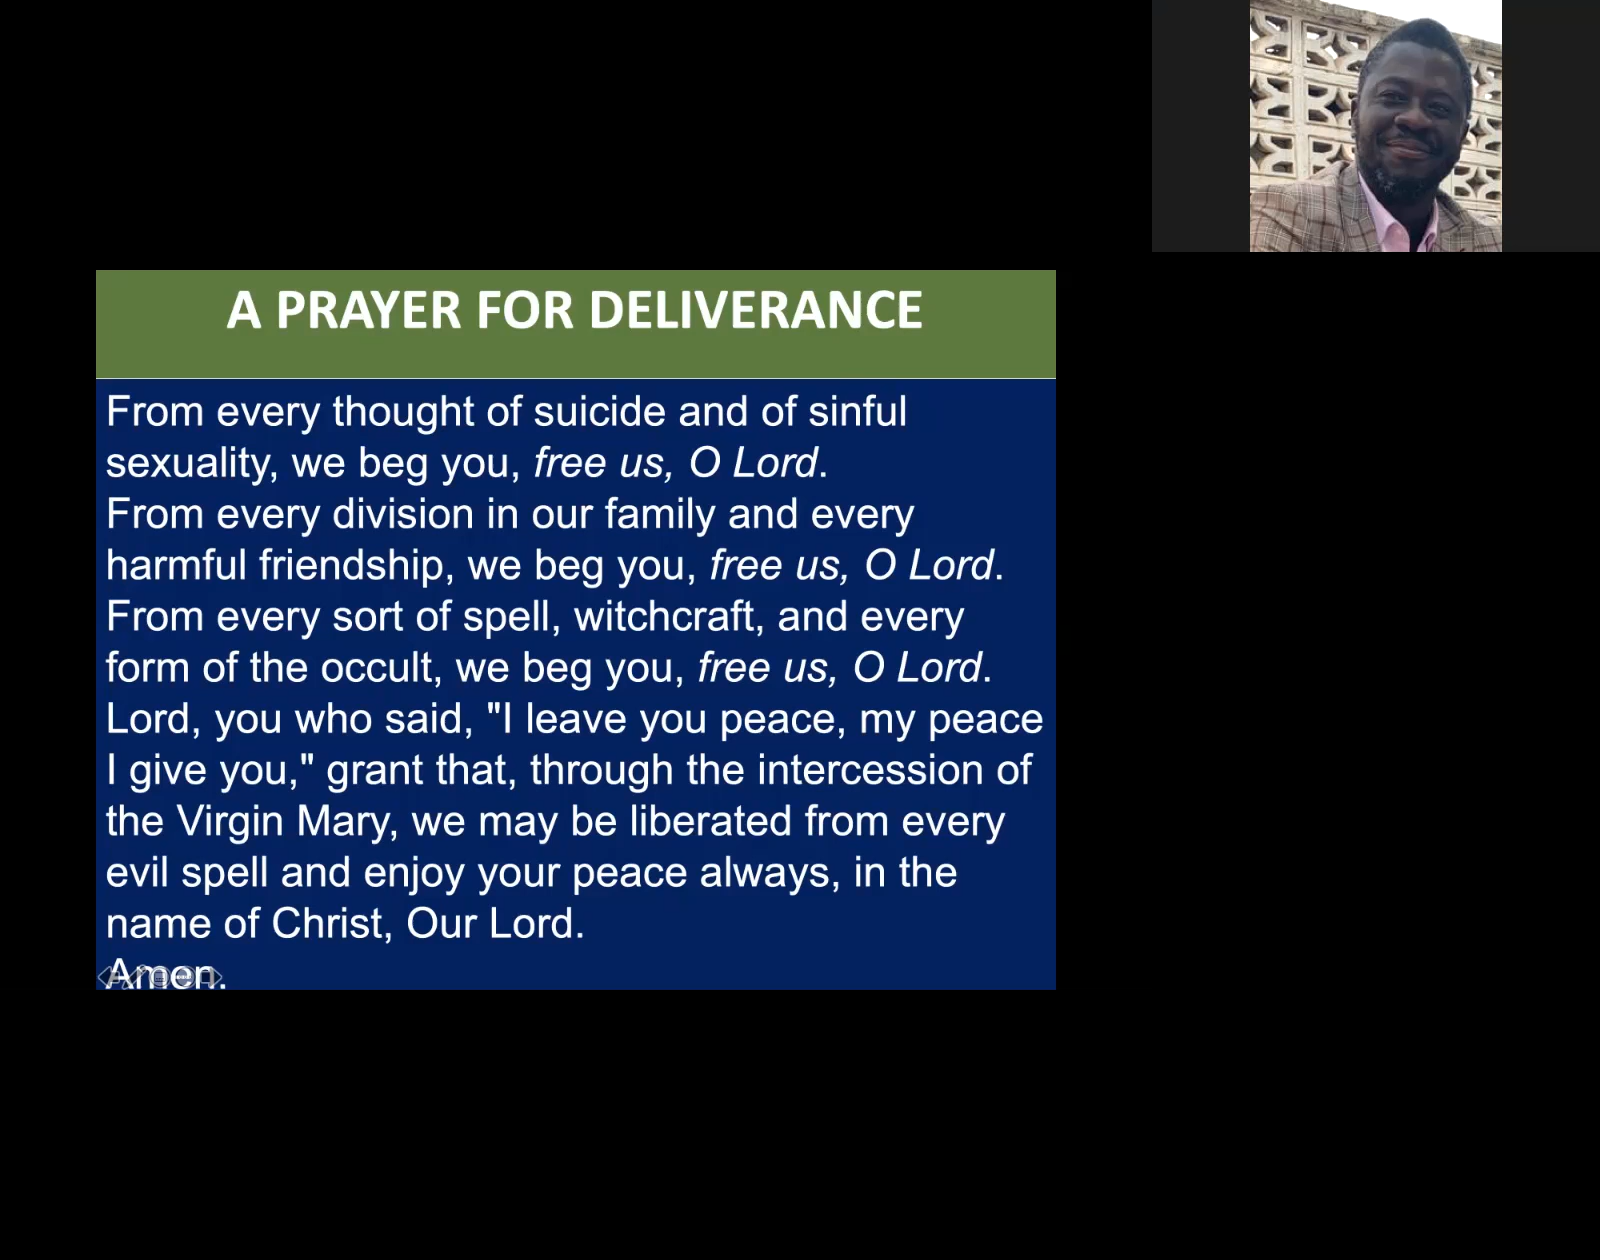 A PRAYER FOR DELIVERANCE
From every thought of suicide and of sinful
sexuality, we beg you, free us, O Lord.
From every division in our family and every
harmful friendship, we beg you, free us, O Lord.
From every sort of spell, witchcraft, and every
form of the occult, we beg you, free us, O Lord.
Lord, you who said, "I leave you peace, my peace
I give you," grant that, through the intercession of
the Virgin Mary, we may be liberated from every
evil spell and enjoy your peace always, in the
name of Christ, Our Lord.
Amen.